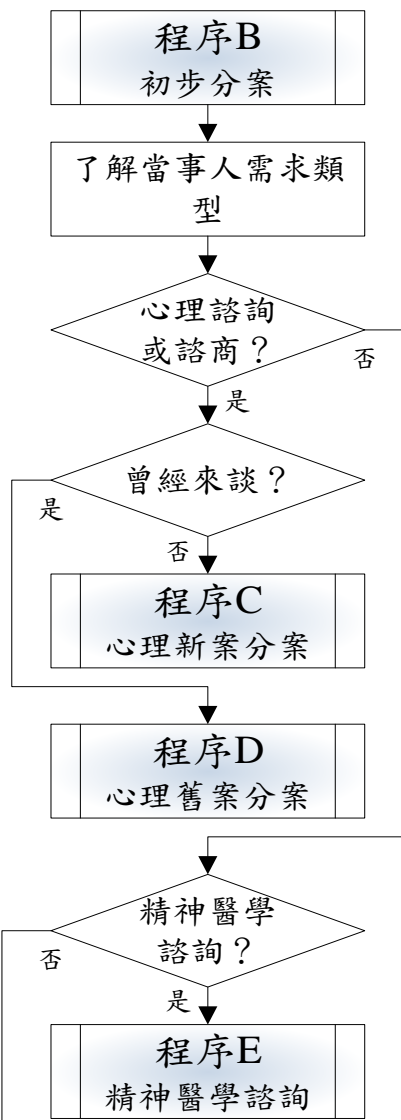 程序B
初步分案
了解當事人需求類
型
心理諮詢
或諮商？
否
是
曾經來談？
是
否
程序C
心理新案分案
程序D
心理舊案分案
精神醫學
諮詢？
否
是
程序E
精神醫學諮詢